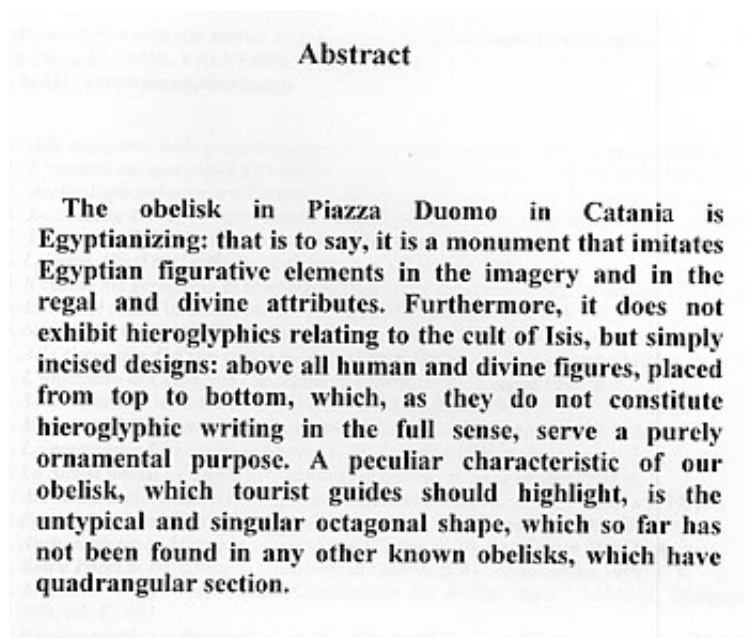 Abstract
The obelisk in Piazza Duomo in Catania is
Egyptianizing: that is to say, it is a monument that imitates
Egyptian figurative elements in the imagery and in the
regal and divine attributes. Furthermore, it does not
exhibit hieroglyphics relating to the cult of Isis, but simply
incised designs: above all human and divine figures, placed
from top to bottom, which, as they do not constitute
hieroglyphic writing in the full sense, serve a purely
ornamental purpose. A peculiar characteristic of our
obelisk, which tourist guides should highlight, is the
untypical and singular octagonal shape, which so far has
not been found in any other known obelisks, which have
quadrangular section.